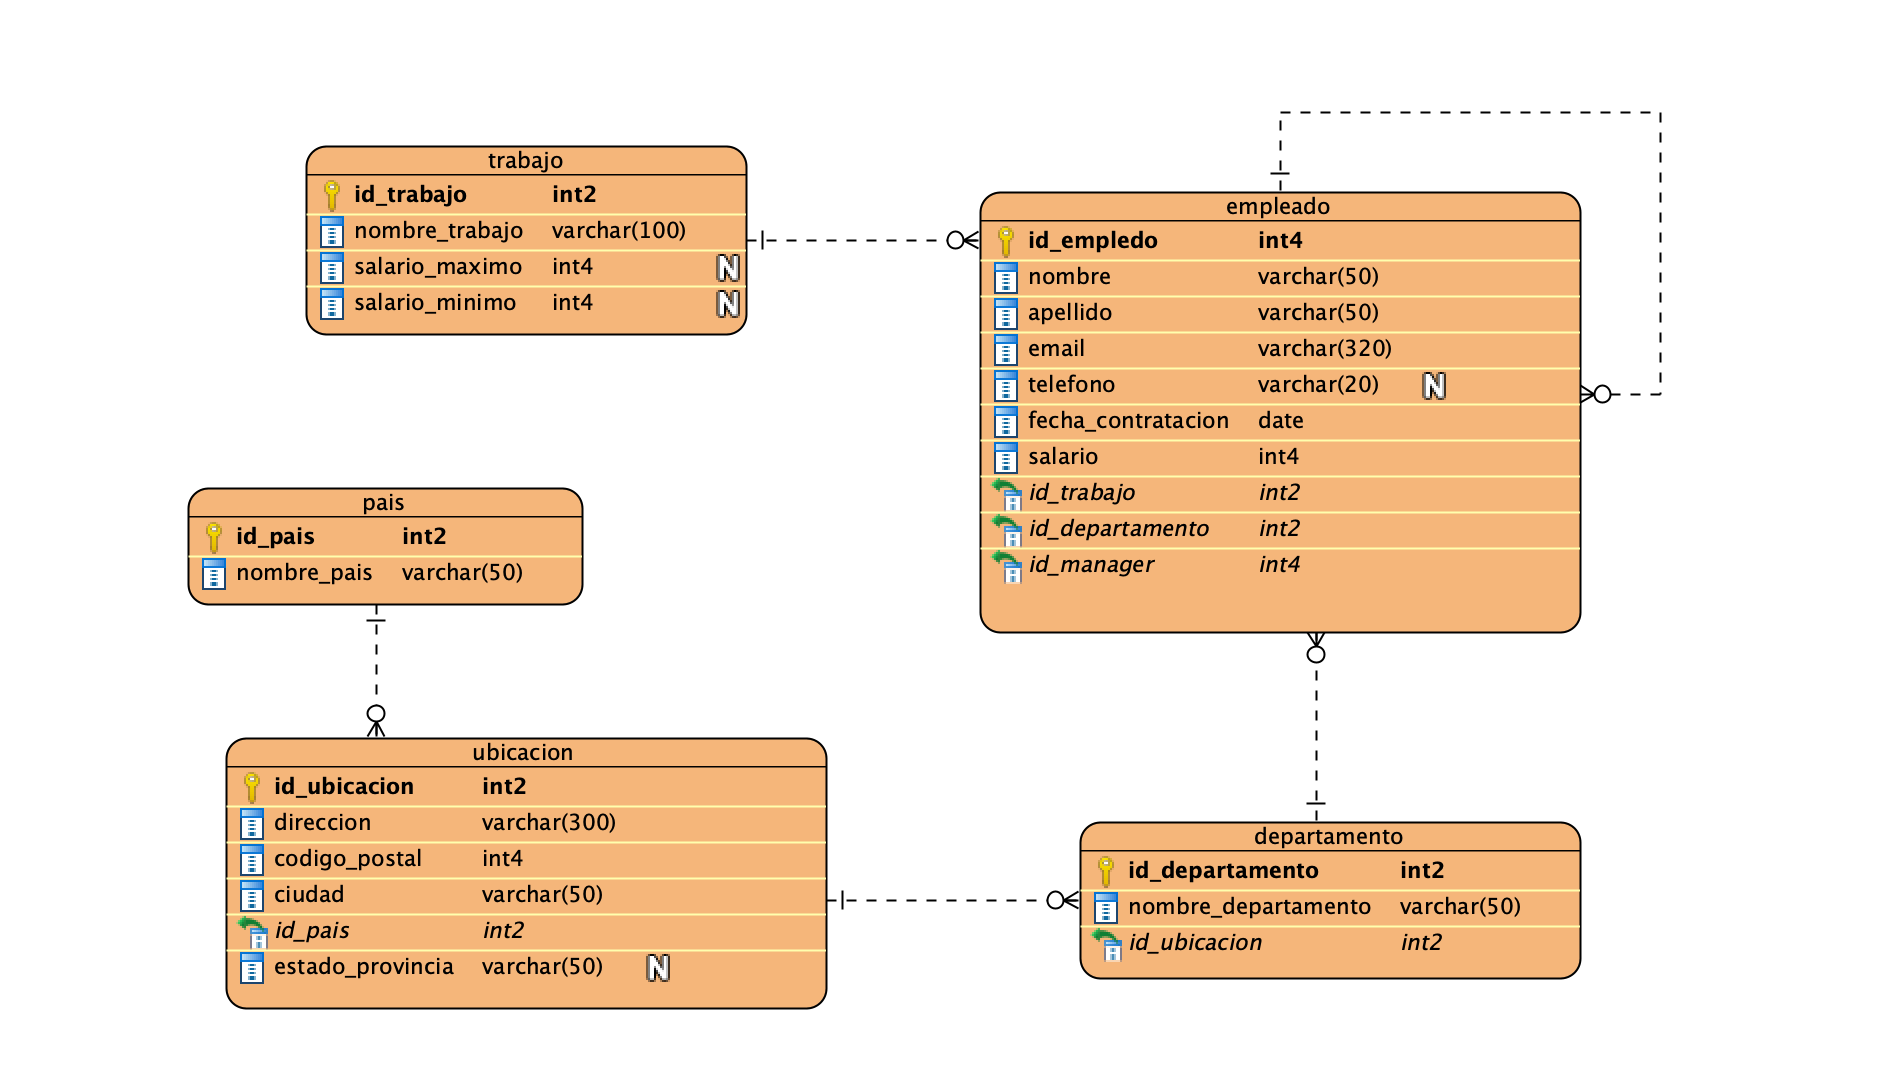 trabajo
id_trabajo int2
nombre_trabajo varchar(100)
salario_maximo int4 N
salario_minimo int4 N
empleado
id_empledo int4
nombre varchar(50)
apellido varchar(50)
email varchar(320)
telefono varchar(20) N
fecha_contratacion date
salario int4
id_trabajo int2
id_departamento int2
id_manager int4
pais
id_pais int2
nombre_pais varchar(50)
ubicacion
id_ubicacion int2
direccion varchar(300)
codigo_postal int4
ciudad varchar(50)
id_pais int2
estado_provincia varchar(50) N
departamento
id_departamento int2
nombre_departamento varchar(50)
id_ubicacion int2